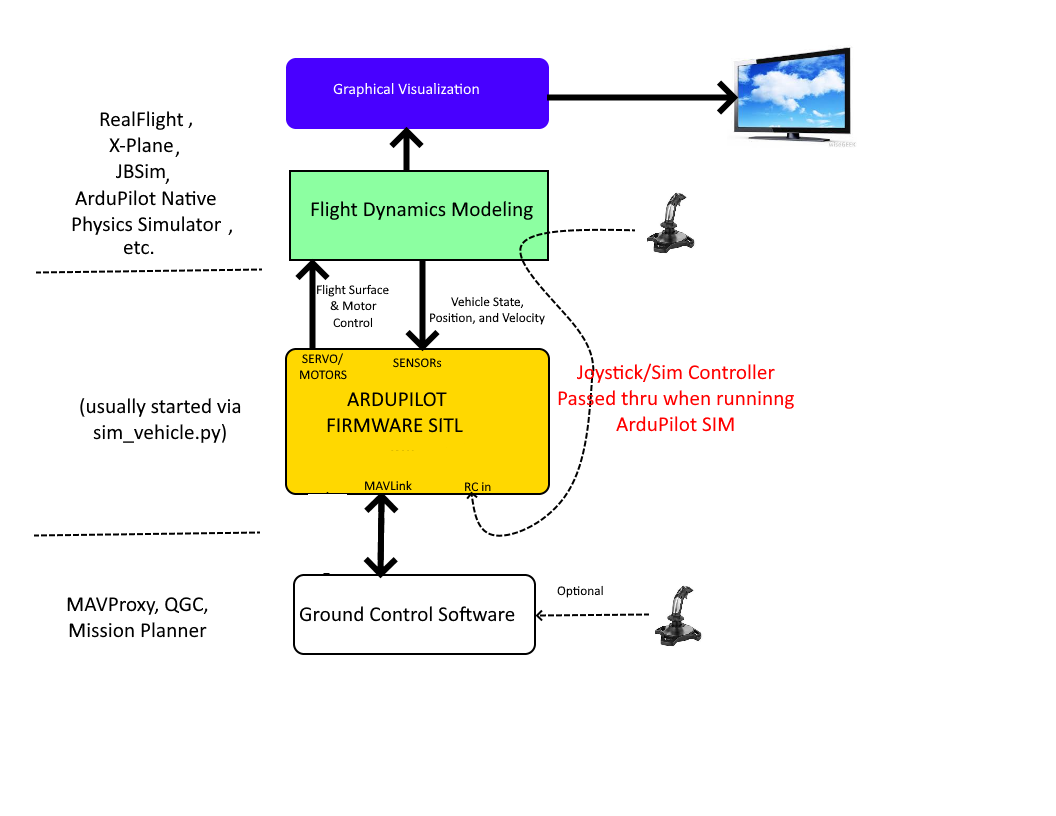 Graphical Visualization
RealFlight ,
X-Plane,
JBSim,
ArduPilot Native
Physics Simulator ,
etc.
Flight Dynamics Modeling
Flight Surface
& Motor
Control
Vehicle State,
Position, and Velocity
SERVO/
MOTORS
SENSORs
ARDUPILOT
FIRMWARE SITL
-----
MAVLink
RC in
(usually started via
sim_vehicle.py)
Joystick/Sim Controller
Passed thru when runninng
ArduPilot SIM
Optional
Ground Control Software
MAVProxy, QGC,
Mission Planner